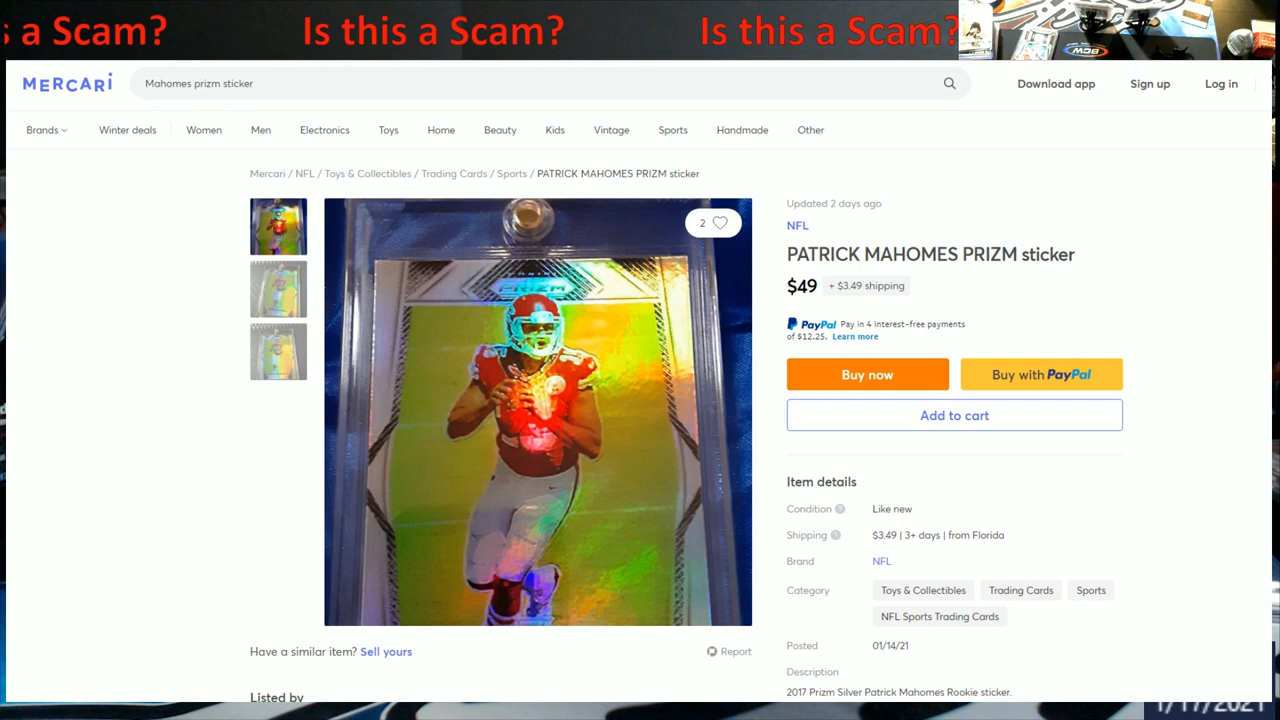 s a Scam? Is this a Scam? Is this a Scam?
MERCARI
Mahomes prizm sticker
Download app
Sign up
Log in
Brands
Winter deals
Women
Men
Electronics
Toys
Home
Beauty
Kids
Vintage
Sports
Handmade
Other
Mercari / NFL / Toys & Collectibles / Trading Cards / Sports / PATRICK MAHOMES PRIZM sticker
2
PRIZM
Updated 2 days ago
NFL
PATRICK MAHOMES PRIZM sticker
$49 + $3.49 shipping
PayPal Pay in 4 interest-free payments
of $12.25. Learn more
Buy now
Buy with PayPal
Add to cart
Item details
Condition Like new
Shipping $3.49 | 3+ days | from Florida
Brand NFL
Category Toys & Collectibles Trading Cards Sports
NFL Sports Trading Cards
Posted 01/14/21
Description
2017 Prizm Silver Patrick Mahomes Rookie sticker.
Have a similar item? Sell yours
Report
Listed by
1/17/2021